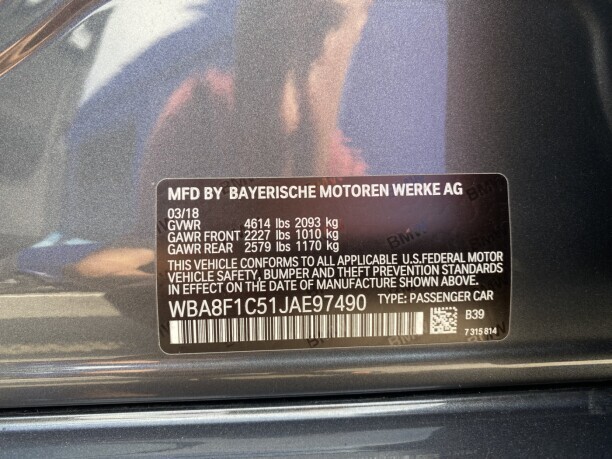 MFD BY BAYERISCHE MOTOREN WERKE AG
03/18
GVWR 4614 lbs 2093 kg
GAWR FRONT 2227 lbs 1010 kg
GAWR REAR 2579 lbs 1170 kg
THIS VEHICLE CONFORMS TO ALL APPLICABLE U.S.FEDERAL MOTOR
VEHICLE SAFETY, BUMPER AND THEFT PREVENTION STANDARDS
IN EFFECT ON THE DATE OF MANUFACTURE SHOWN ABOVE.
WBA8F1C51JAE97490 TYPE: PASSENGER CAR
B39
7 315 814